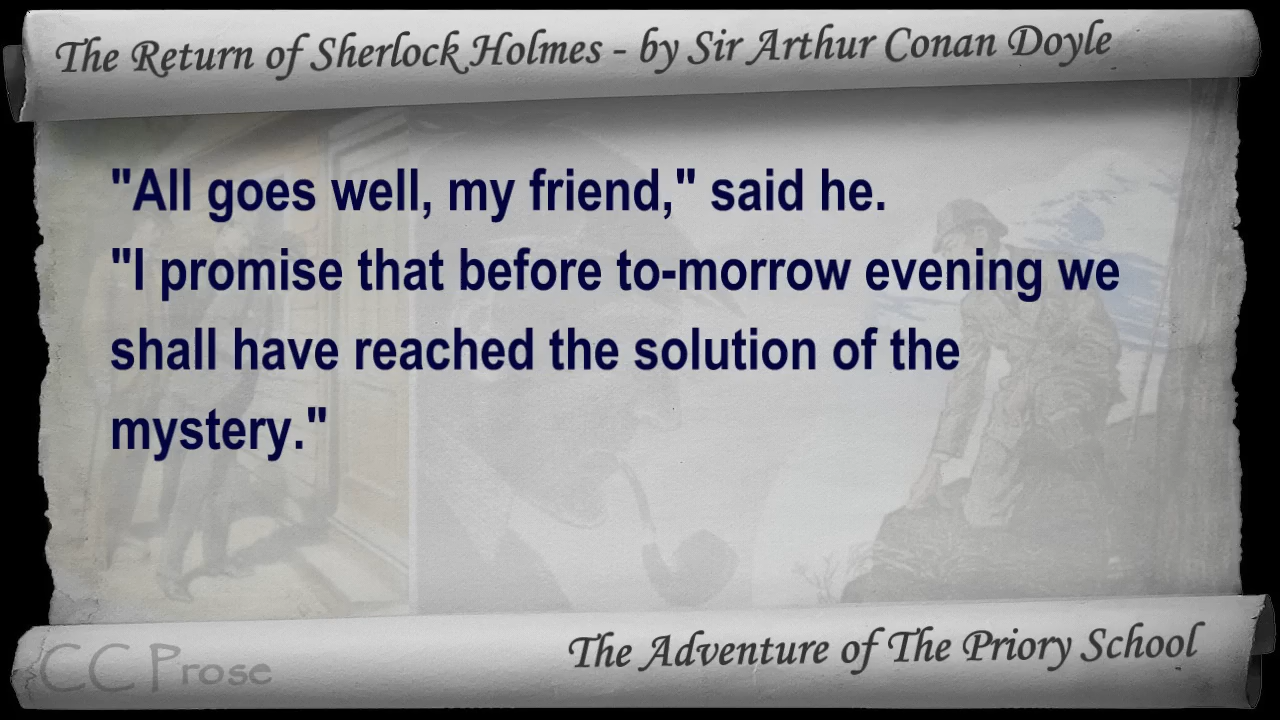 The Return of Sherlock Holmes - by Sir Arthur Conan Doyle
"All goes well, my friend," said he.
"I promise that before to-morrow evening we
shall have reached the solution of the
mystery."
CC Prose
The Adventure of The Priory School